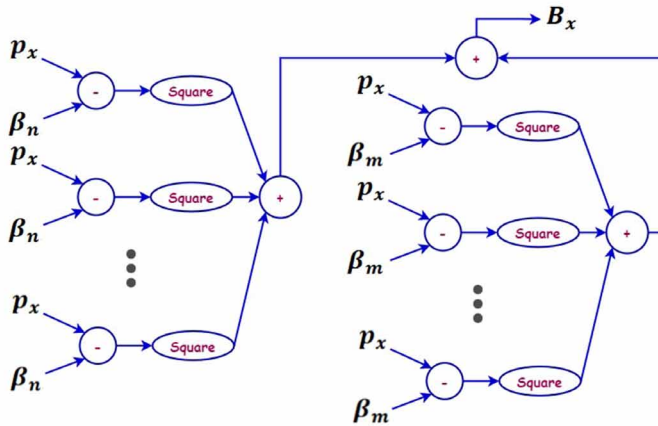 B_x
+
p_x
- Square
β_n
p_x
- Square
+
β_n
p_x
- Square
β_n
p_x
- Square
β_m
p_x
- Square
+
β_m
p_x
- Square
β_m